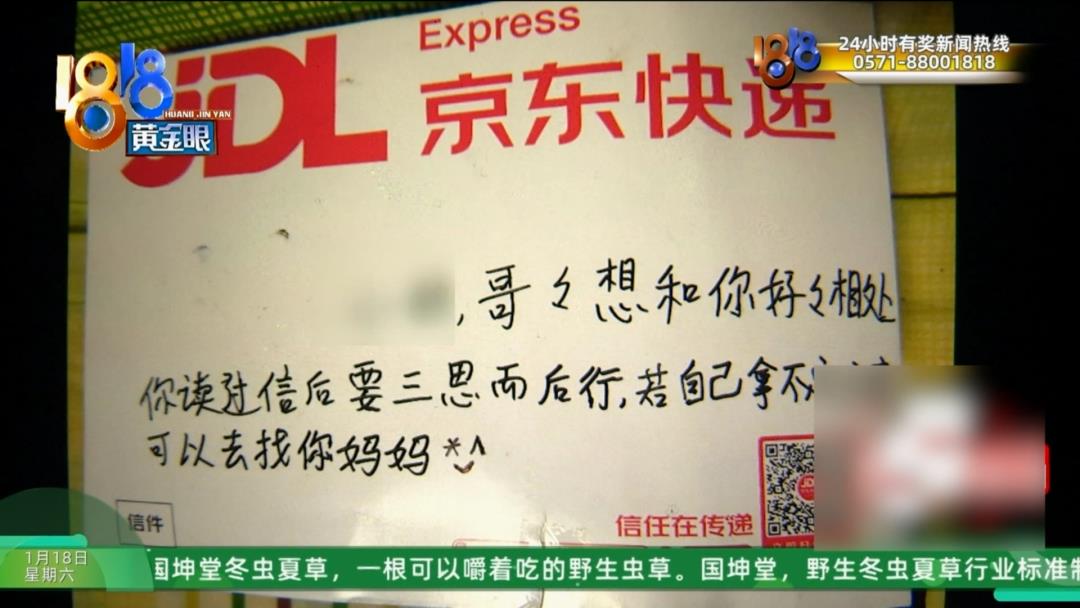 Express
JDL
京东快递
1818
HUANG JIN YAN
黄金眼
1818
24小时有奖新闻热线
0571-88001818
,哥々想和你好々相处
你读过信后要三思而后行,若自己拿不
可以去找你妈妈*^
信件
信任在传递
1月18日
星期六
国坤堂冬虫夏草，一根可以嚼着吃的野生虫草。国坤堂，野生冬虫夏草行业标准制